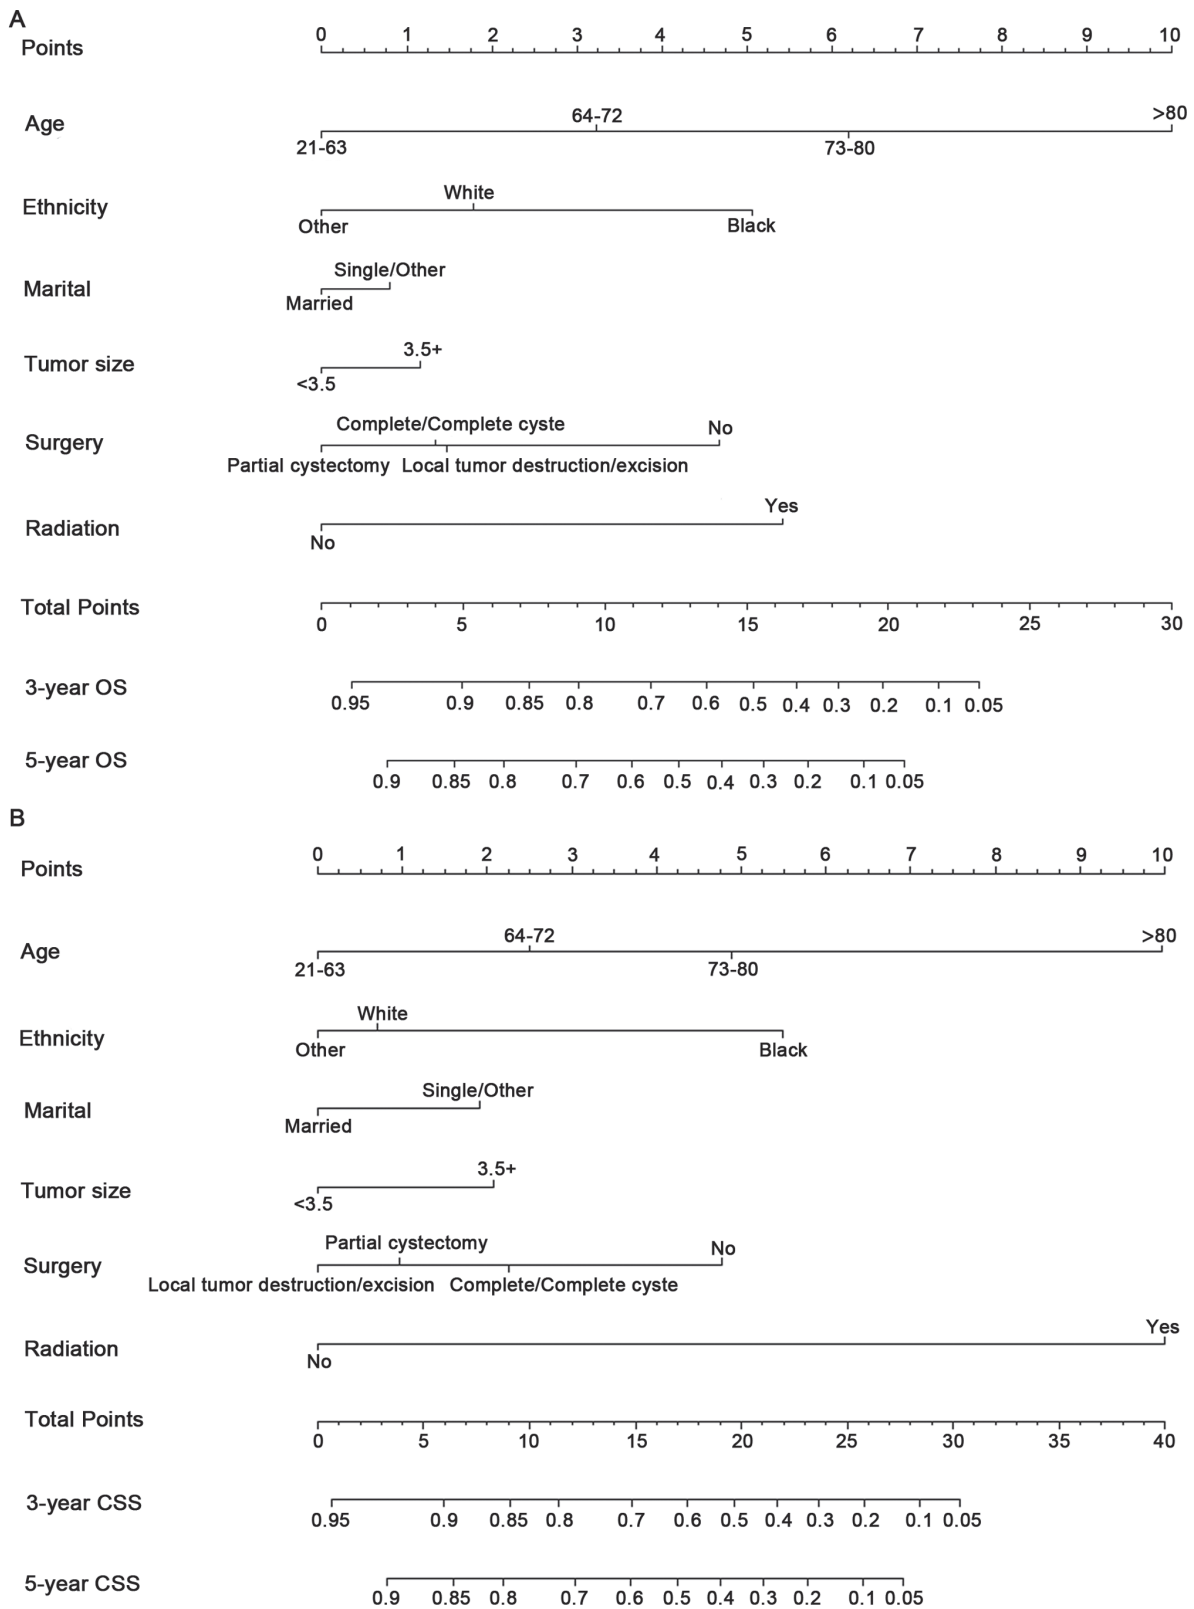 A
Points 0 1 2 3 4 5 6 7 8 9 10
Age 21-63 64-72 73-80 >80
Ethnicity Other White Black
Marital Married Single/Other
Tumor size <3.5 3.5+
Surgery Partial cystectomy Complete/Complete cyste Local tumor destruction/excision No
Radiation No Yes
Total Points 0 5 10 15 20 25 30
3-year OS 0.95 0.9 0.85 0.8 0.7 0.6 0.5 0.4 0.3 0.2 0.1 0.05
5-year OS 0.9 0.85 0.8 0.7 0.6 0.5 0.4 0.3 0.2 0.1 0.05
B
Points 0 1 2 3 4 5 6 7 8 9 10
Age 21-63 64-72 73-80 >80
Ethnicity Other White Black
Marital Married Single/Other
Tumor size <3.5 3.5+
Surgery Local tumor destruction/excision Partial cystectomy Complete/Complete cyste No
Radiation No Yes
Total Points 0 5 10 15 20 25 30 35 40
3-year CSS 0.95 0.9 0.85 0.8 0.7 0.6 0.5 0.4 0.3 0.2 0.1 0.05
5-year CSS 0.9 0.85 0.8 0.7 0.6 0.5 0.4 0.3 0.2 0.1 0.05